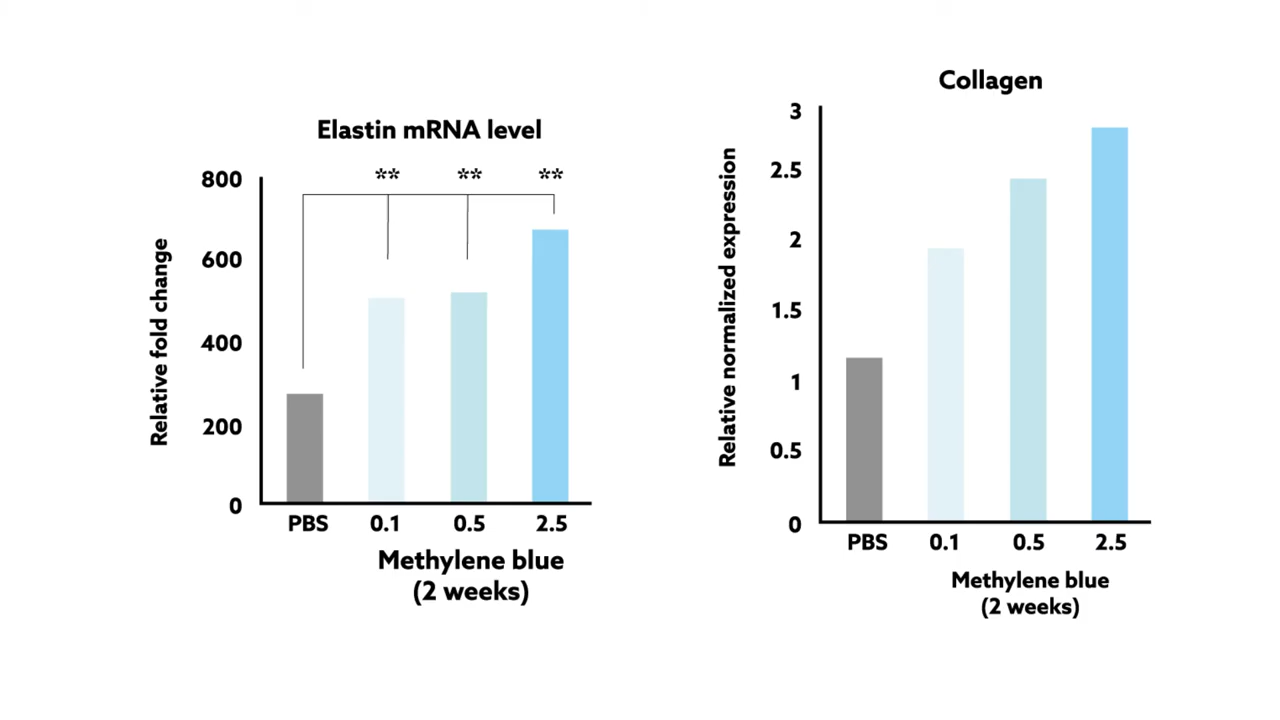 Elastin mRNA level
** ** **
Relative fold change
800
600
400
200
0
PBS 0.1 0.5 2.5
Methylene blue
(2 weeks)
Collagen
Relative normalized expression
3
2.5
2
1.5
1
0.5
0
PBS 0.1 0.5 2.5
Methylene blue
(2 weeks)